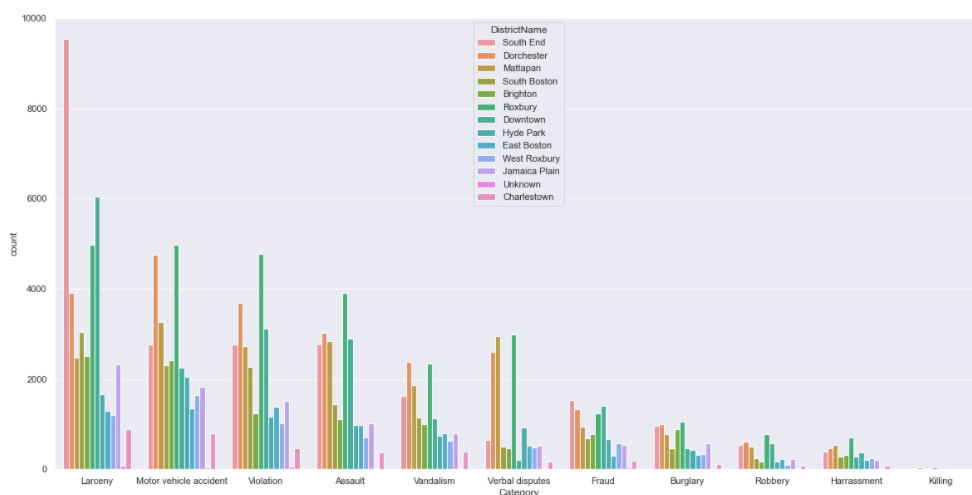 10000
8000
6000
4000
2000
0
count
DistrictName
South End
Dorchester
Mattapan
South Boston
Brighton
Roxbury
Downtown
Hyde Park
East Boston
West Roxbury
Jamaica Plain
Unknown
Charlestown
Larceny Motor vehicle accident Violation Assault Vandalism Verbal disputes Fraud Burglary Robbery Harrassment Killing
Category